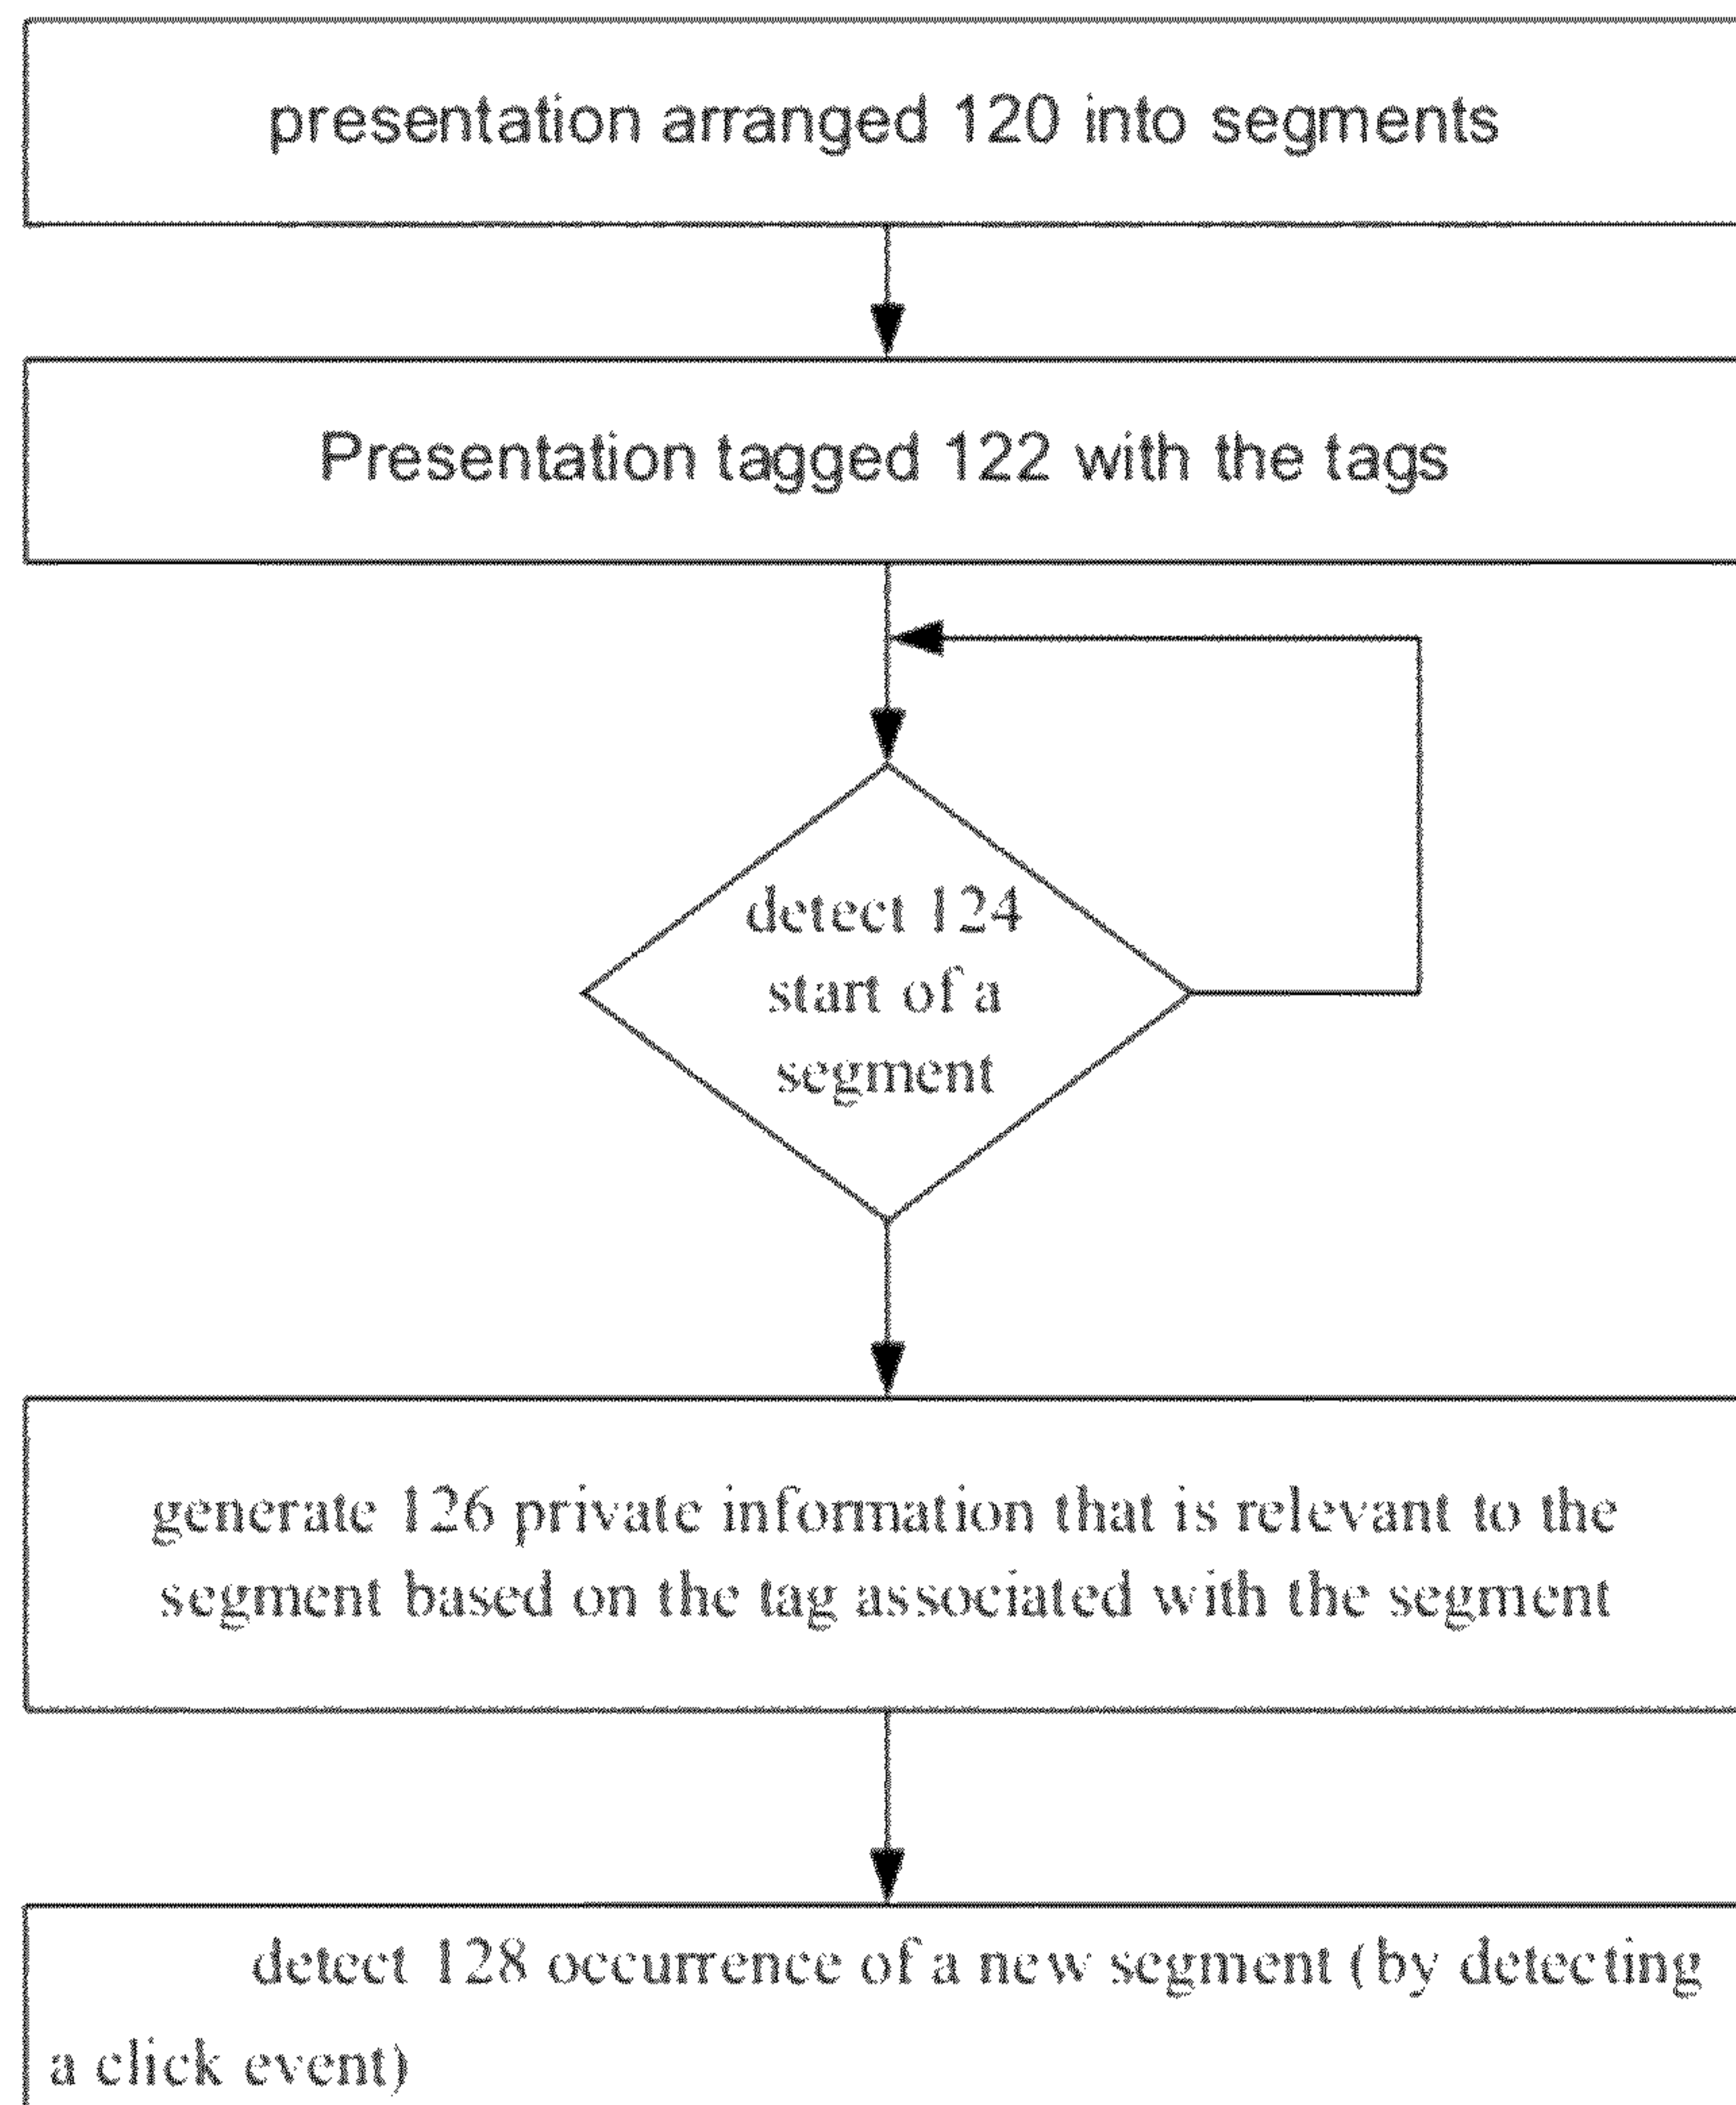 presentation arranged 120 into segments
Presentation tagged 122 with the tags
detect 124
start of a
segment
generate 126 private information that is relevant to the
segment based on the tag associated with the segment
detect 128 occurrence of a new segment (by detecting
a click event)